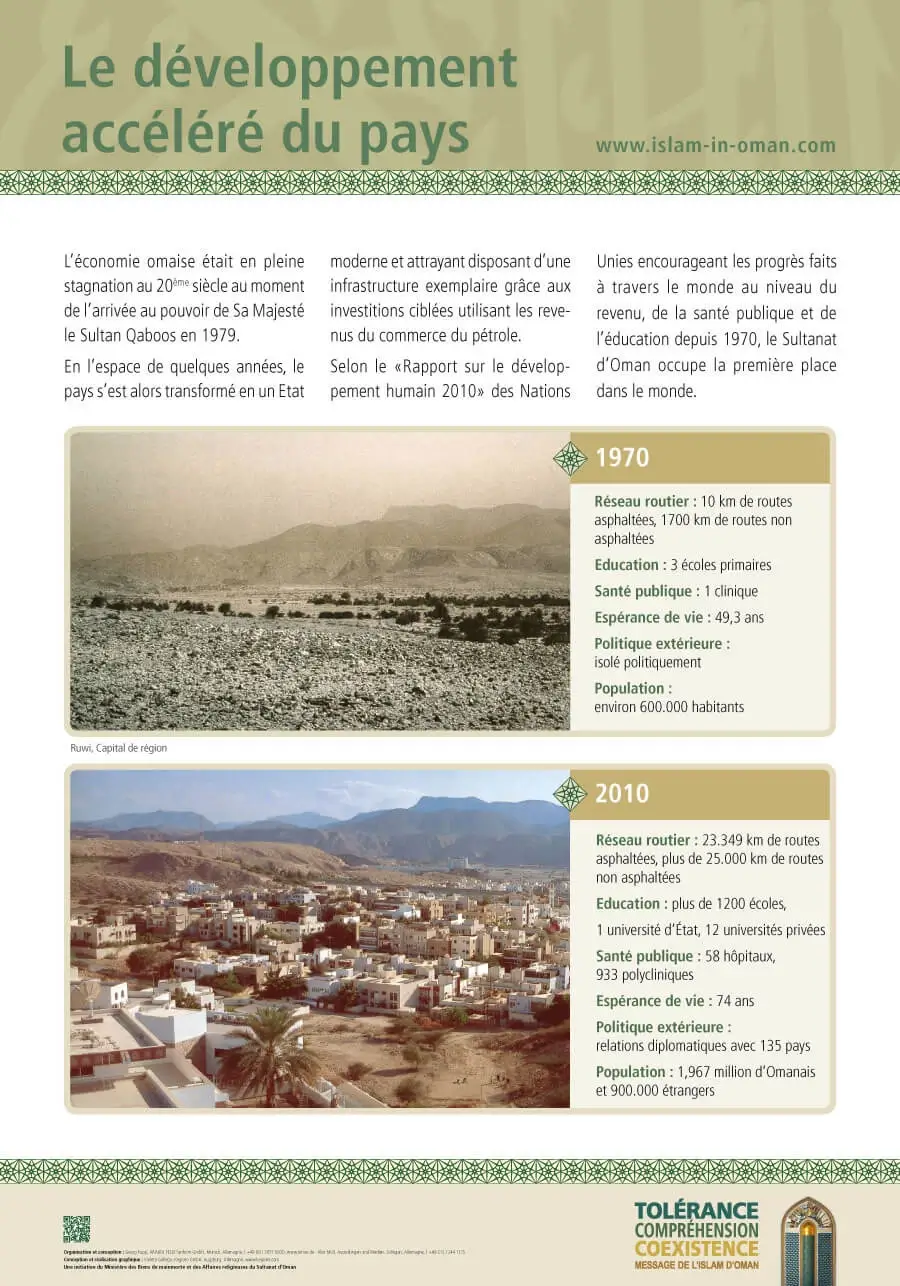 Le développement
accéléré du pays
www.islam-in-oman.com
L’économie omaise était en pleine
stagnation au 20ème siècle au moment
de l’arrivée au pouvoir de Sa Majesté
le Sultan Qaboos en 1979.
En l’espace de quelques années, le
pays s’est alors transformé en un Etat
moderne et attrayant disposant d’une
infrastructure exemplaire grâce aux
investitions ciblées utilisant les reve-
nus du commerce du pétrole.
Selon le «Rapport sur le dévelop-
pement humain 2010» des Nations
Unies encourageant les progrès faits
à travers le monde au niveau du
revenu, de la santé publique et de
l’éducation depuis 1970, le Sultanat
d’Oman occupe la première place
dans le monde.
1970
Réseau routier : 10 km de routes
asphaltées, 1700 km de routes non
asphaltées
Education : 3 écoles primaires
Santé publique : 1 clinique
Espérance de vie : 49,3 ans
Politique extérieure :
isolé politiquement
Population :
environ 600.000 habitants
Ruwi, Capital de région
2010
Réseau routier : 23.349 km de routes
asphaltées, plus de 25.000 km de routes
non asphaltées
Education : plus de 1200 écoles,
1 université d’État, 12 universités privées
Santé publique : 58 hôpitaux,
933 polycliniques
Espérance de vie : 74 ans
Politique extérieure :
relations diplomatiques avec 135 pays
Population : 1,967 million d’Omanais
et 900.000 étrangers
TOLÉRANCE
COMPRÉHENSION
COEXISTENCE
MESSAGE DE L’ISLAM D’OMAN
Organisation et conception :
Conception et réalisation graphique :
Une initiative du Ministère des Biens de mainmorte et des Affaires religieuses du Sultanat d’Oman